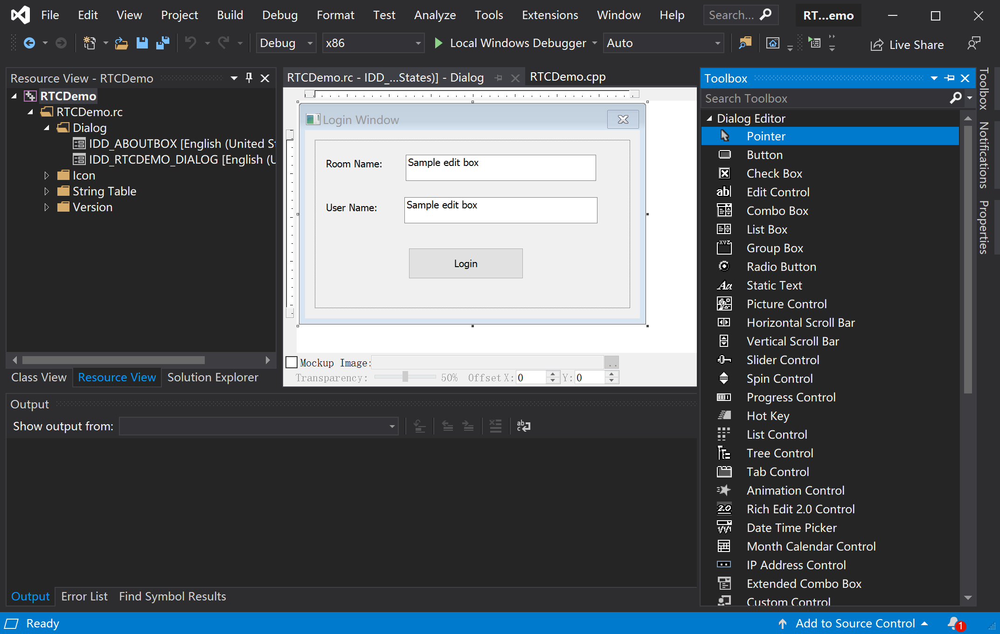 File Edit View Project Build Debug Format Test Analyze Tools Extensions Window Help Search... RT...emo
Debug x86 Local Windows Debugger Auto Live Share
Resource View - RTCDemo
RTCDemo
RTCDemo.rc
Dialog
IDD_ABOUTBOX [English (United St
IDD_RTCDEMO_DIALOG [English (U
Icon
String Table
Version
Class View Resource View Solution Explorer
RTCDemo.rc - IDD_...States)] - Dialog RTCDemo.cpp
Login Window
Room Name: Sample edit box
User Name: Sample edit box
Login
Mockup Image: ..
Transparency: 50% Offset X: 0 Y: 0
Output
Show output from:
Output Error List Find Symbol Results
Toolbox
Search Toolbox
Dialog Editor
Pointer
Button
Check Box
Edit Control
Combo Box
List Box
Group Box
Radio Button
Static Text
Picture Control
Horizontal Scroll Bar
Vertical Scroll Bar
Slider Control
Spin Control
Progress Control
Hot Key
List Control
Tree Control
Tab Control
Animation Control
Rich Edit 2.0 Control
Date Time Picker
Month Calendar Control
IP Address Control
Extended Combo Box
Custom Control
Toolbox
Notifications
Properties
Ready Add to Source Control 1